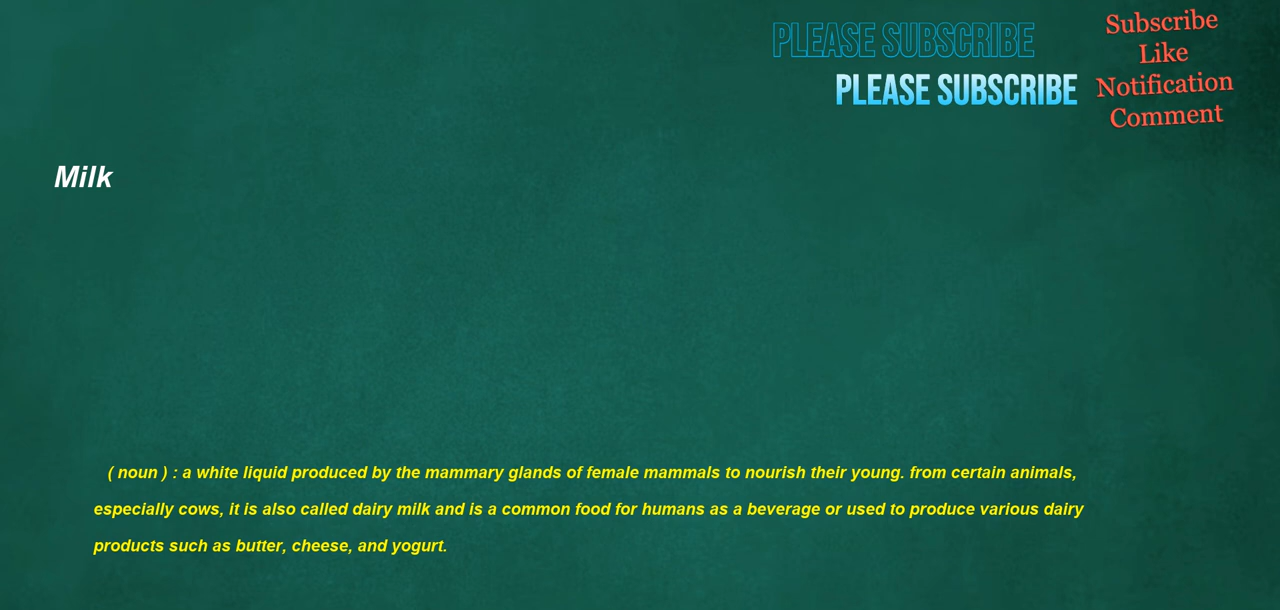 PLEASE SUBSCRIBE
PLEASE SUBSCRIBE
Subscribe
Like
Notification
Comment
Milk
( noun ) : a white liquid produced by the mammary glands of female mammals to nourish their young. from certain animals,
especially cows, it is also called dairy milk and is a common food for humans as a beverage or used to produce various dairy
products such as butter, cheese, and yogurt.